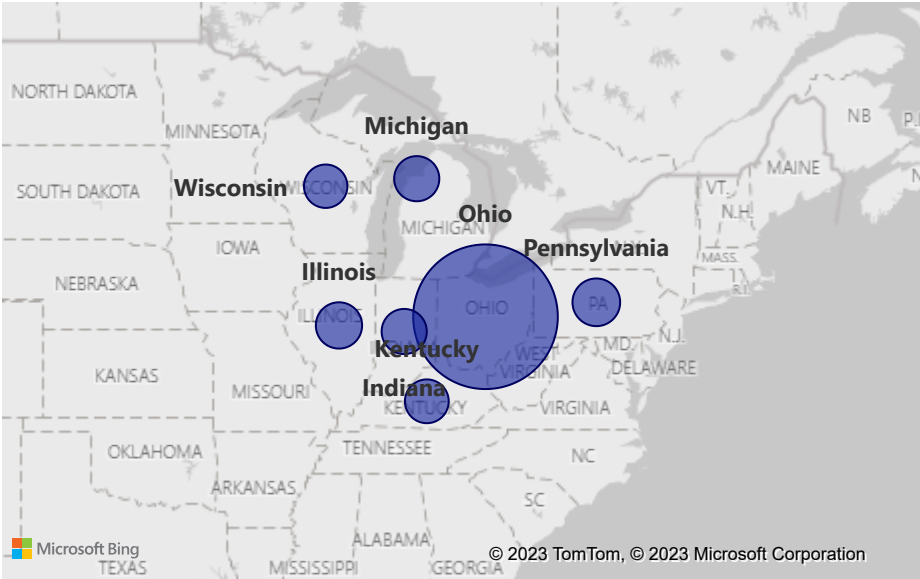 NORTH DAKOTA
MINNESOTA
Michigan
NB
MAINE
Wisconsin
WISCONSIN
SOUTH DAKOTA
VT.
N.H.
Ohio
MICHIGAN
IOWA
Pennsylvania
MASS.
R.I.
NEBRASKA
Illinois
ILLINOIS
OHIO
PA
N.J.
MD.
Kentucky
WEST
VIRGINIA
DELAWARE
KANSAS
MISSOURI
Indiana
KENTUCKY
VIRGINIA
OKLAHOMA
TENNESSEE
NC
ARKANSAS
SC
ALABAMA
Microsoft Bing
© 2023 TomTom, © 2023 Microsoft Corporation
TEXAS
MISSISSIPPI
GEORGIA